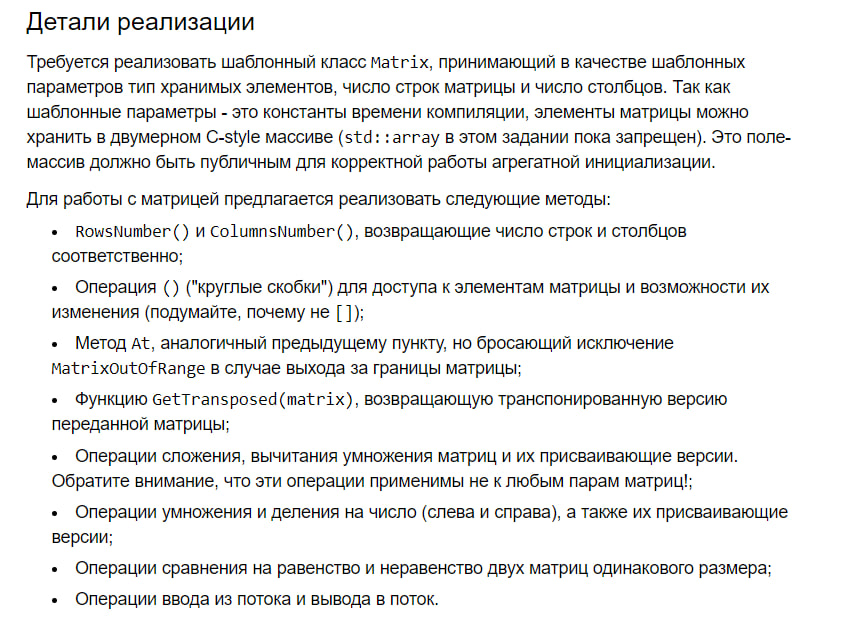 Детали реализации
Требуется реализовать шаблонный класс Matrix, принимающий в качестве шаблонных
параметров тип хранимых элементов, число строк матрицы и число столбцов. Так как
шаблонные параметры - это константы времени компиляции, элементы матрицы можно
хранить в двумерном C-style массиве (std::array в этом задании пока запрещен). Это поле-
массив должно быть публичным для корректной работы агрегатной инициализации.
Для работы с матрицей предлагается реализовать следующие методы:
• RowsNumber() и ColumnsNumber(), возвращающие число строк и столбцов
соответственно;
• Операция () ("круглые скобки") для доступа к элементам матрицы и возможности их
изменения (подумайте, почему не []);
• Метод At, аналогичный предыдущему пункту, но бросающий исключение
MatrixOutOfRange в случае выхода за границы матрицы;
• Функцию GetTransposed(matrix), возвращающую транспонированную версию
переданной матрицы;
• Операции сложения, вычитания умножения матриц и их присваивающие версии.
Обратите внимание, что эти операции применимы не к любым парам матриц!;
• Операции умножения и деления на число (слева и справа), а также их присваивающие
версии;
• Операции сравнения на равенство и неравенство двух матриц одинакового размера;
• Операции ввода из потока и вывода в поток.